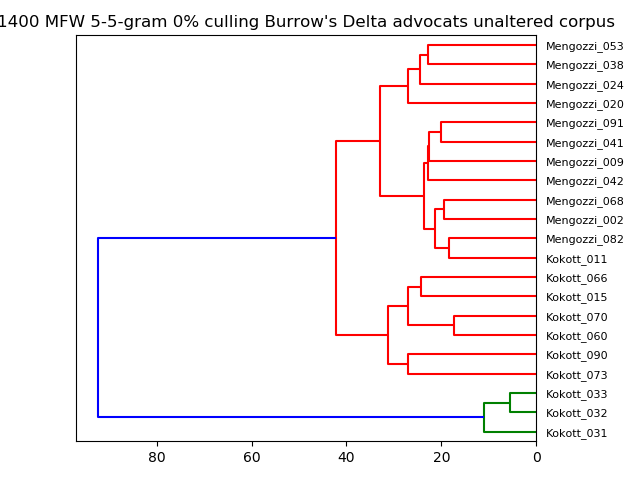 1400 MFW 5-5-gram 0% culling Burrow's Delta advocats unaltered corpus
Mengozzi_053
Mengozzi_038
Mengozzi_024
Mengozzi_020
Mengozzi_091
Mengozzi_041
Mengozzi_009
Mengozzi_042
Mengozzi_068
Mengozzi_002
Mengozzi_082
Kokott_011
Kokott_066
Kokott_015
Kokott_070
Kokott_060
Kokott_090
Kokott_073
Kokott_033
Kokott_032
Kokott_031
80 60 40 20 0